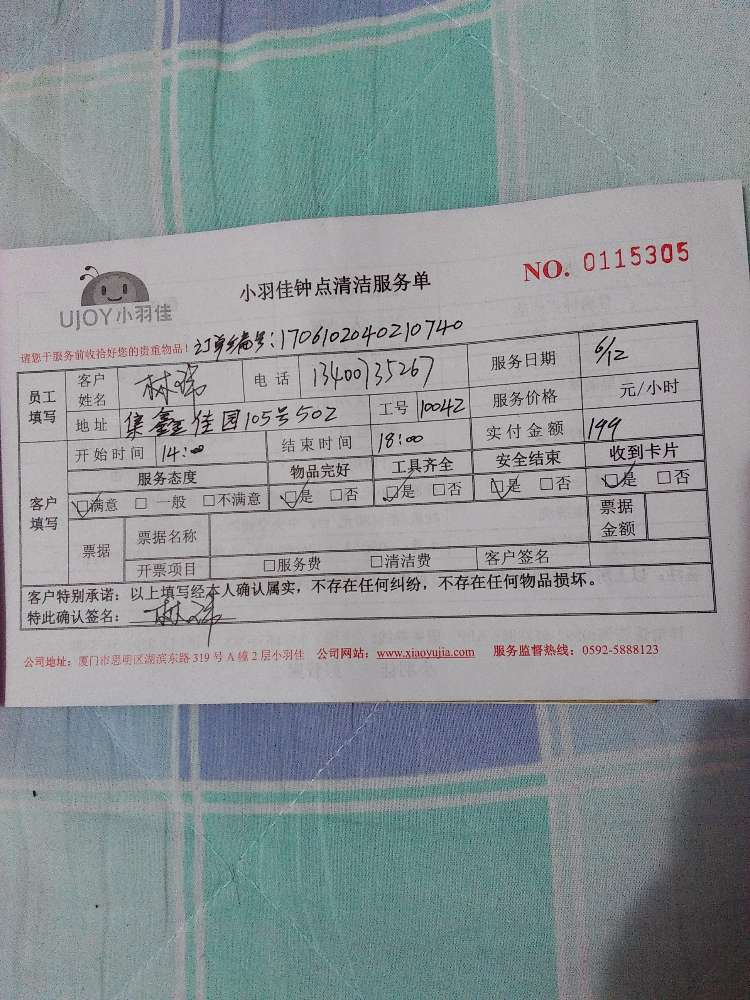 UJOY小羽佳
小羽佳钟点清洁服务单
NO. 0115305
请您于服务前收拾好您的贵重物品！订单编号：1706102040210740
员工填写 客户姓名 林瑞 电话 13400735267 服务日期 6/12
地址 集鑫佳园105号502 工号 10042 服务价格 元/小时
开始时间 14:00 结束时间 18:00 实付金额 199
客户填写 服务态度 物品完好 工具齐全 安全结束 收到卡片
☑满意 □一般 □不满意 ☑是 □否 ☑是 □否 ☑是 □否 ☑是 □否
票据 票据名称 票据金额
开票项目 □服务费 □清洁费 客户签名
客户特别承诺：以上填写经本人确认属实，不存在任何纠纷，不存在任何物品损坏。
特此确认签名：林瑞
公司地址：厦门市思明区湖滨东路319号A幢2层小羽佳 公司网站：www.xiaoyujia.com 服务监督热线：0592-5888123